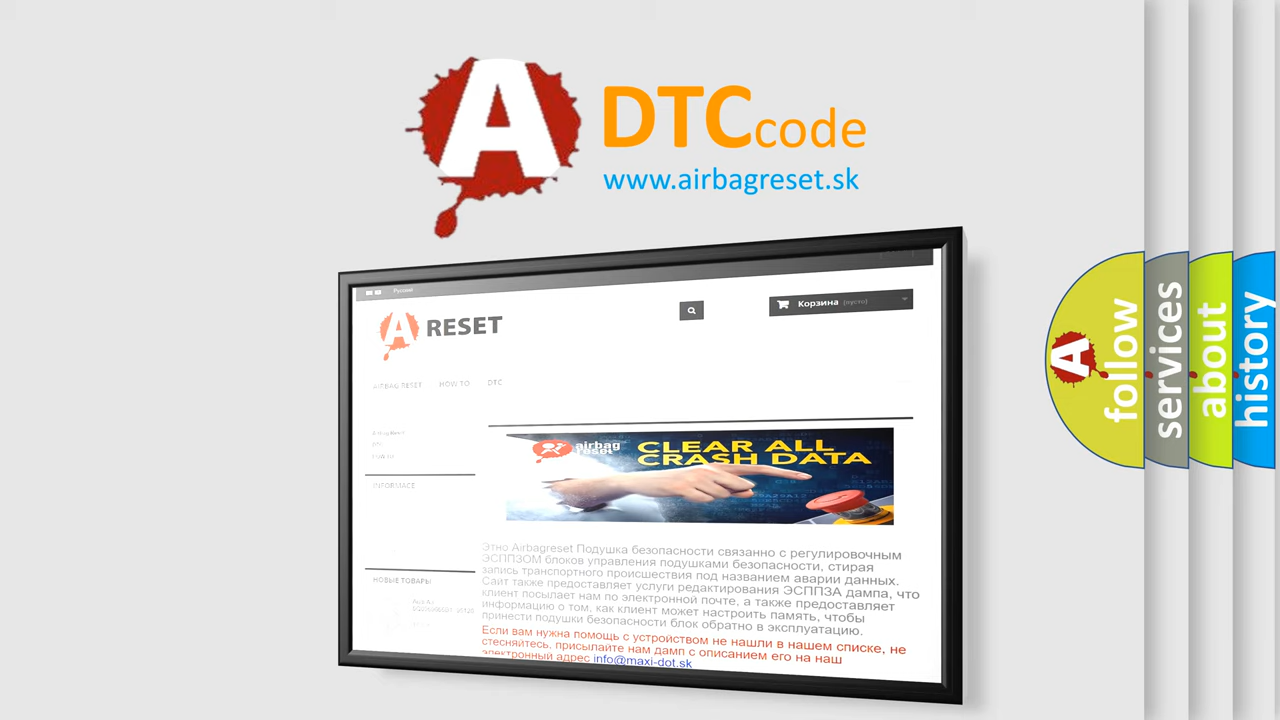 A
DTCcode
www.airbagreset.sk
Русский
Корзина (пусто)
A RESET
AIRBAG RESET HOW TO DTC
DTC
INFORMACE
airbag
reset
CLEAR ALL
CRASH DATA
Этно Airbagreset Подушка безопасности связанно с регулировочным
ЭСППЗОМ блоков управления подушками безопасности, стирая
запись транспортного происшествия под названием аварии данных.
Сайт также предоставляет услуги редактирования ЭСППЗА дампа, что
клиент посылает нам по электронной почте, а также предоставляет
информацию о том, как клиент может настроить память, чтобы
принести подушки безопасности блок обратно в эксплуатацию.
Если вам нужна помощь с устройством не нашли в нашем списке, не
стесняйтесь, присылайте нам дамп с описанием его на наш
электронный адрес info@maxi-dot.sk
НОВЫЕ ТОВАРЫ
A
follow
services
about
history